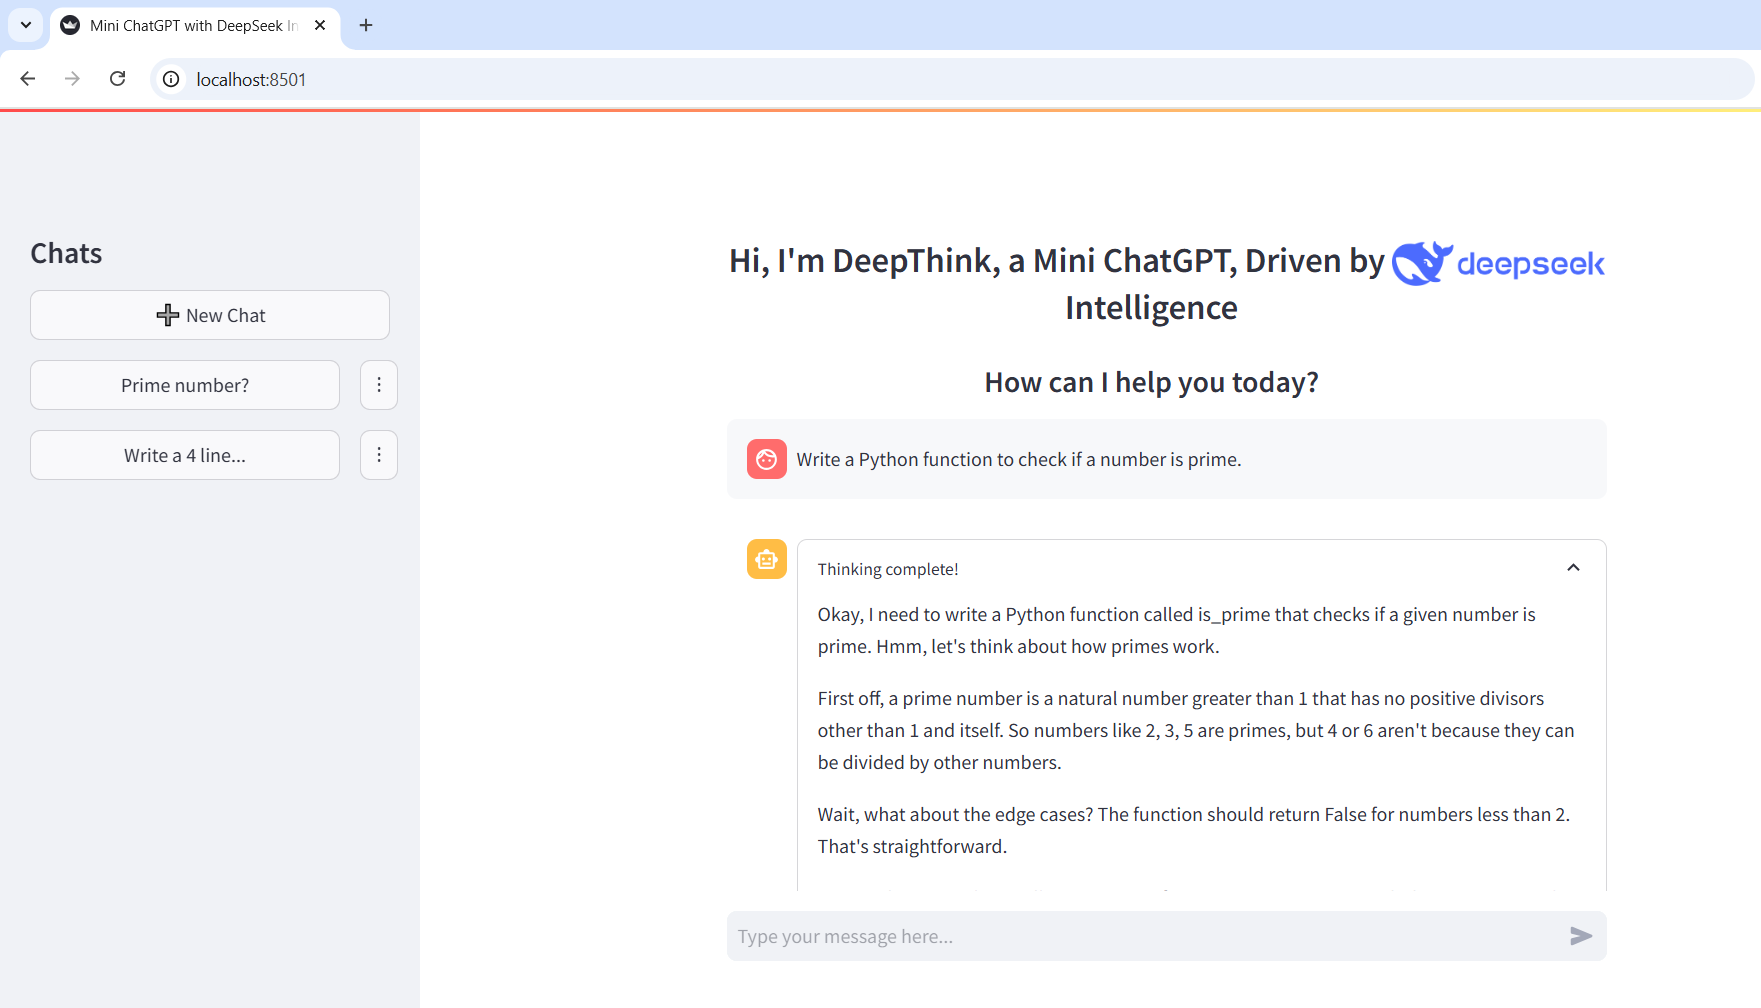 Mini ChatGPT with DeepSeek In
localhost:8501
Chats
New Chat
Prime number?
Write a 4 line...
Hi, I'm DeepThink, a Mini ChatGPT, Driven by deepseek
Intelligence
How can I help you today?
Write a Python function to check if a number is prime.
Thinking complete!
Okay, I need to write a Python function called is_prime that checks if a given number is
prime. Hmm, let's think about how primes work.
First off, a prime number is a natural number greater than 1 that has no positive divisors
other than 1 and itself. So numbers like 2, 3, 5 are primes, but 4 or 6 aren't because they can
be divided by other numbers.
Wait, what about the edge cases? The function should return False for numbers less than 2.
That's straightforward.
Type your message here...